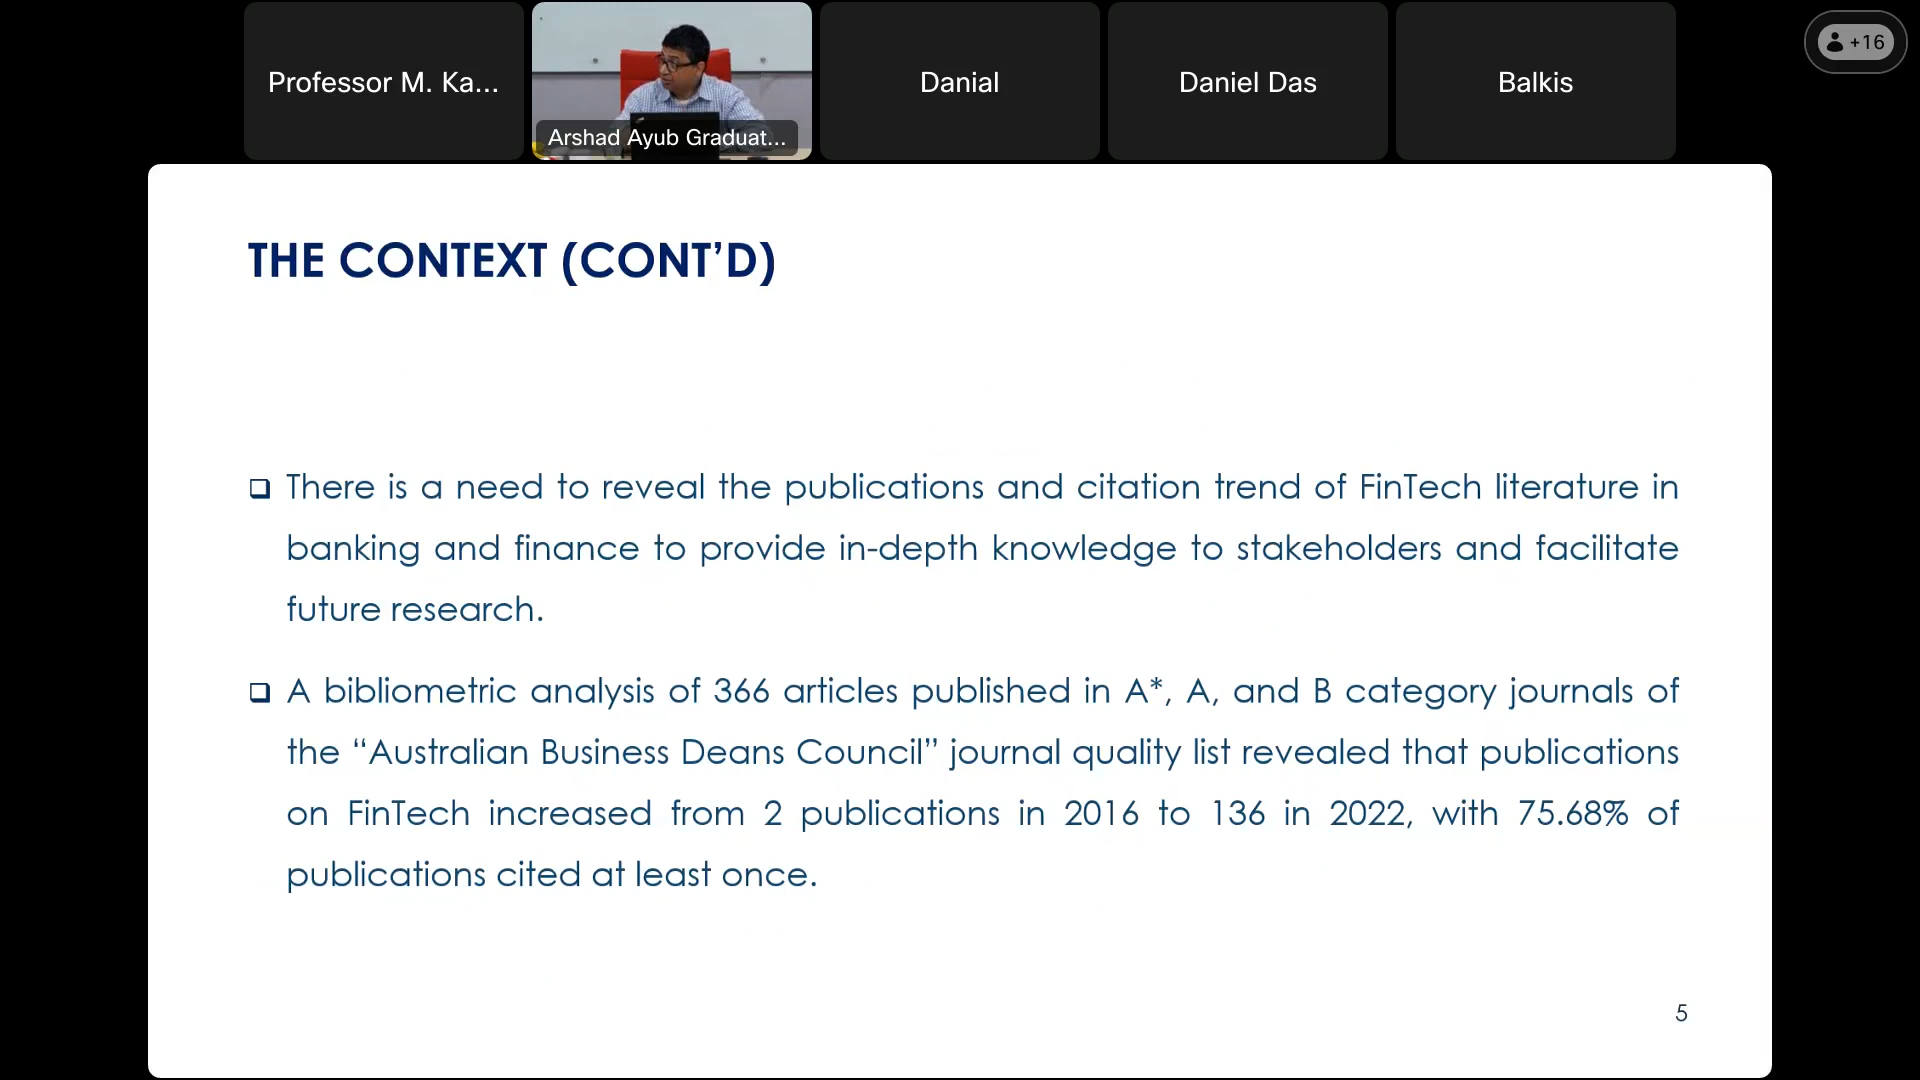 Professor M. Ka...
Arshad Ayub Graduat...
Danial
Daniel Das
Balkis
+16
THE CONTEXT (CONT’D)
❑ There is a need to reveal the publications and citation trend of FinTech literature in
banking and finance to provide in-depth knowledge to stakeholders and facilitate
future research.
❑ A bibliometric analysis of 366 articles published in A*, A, and B category journals of
the “Australian Business Deans Council” journal quality list revealed that publications
on FinTech increased from 2 publications in 2016 to 136 in 2022, with 75.68% of
publications cited at least once.
5